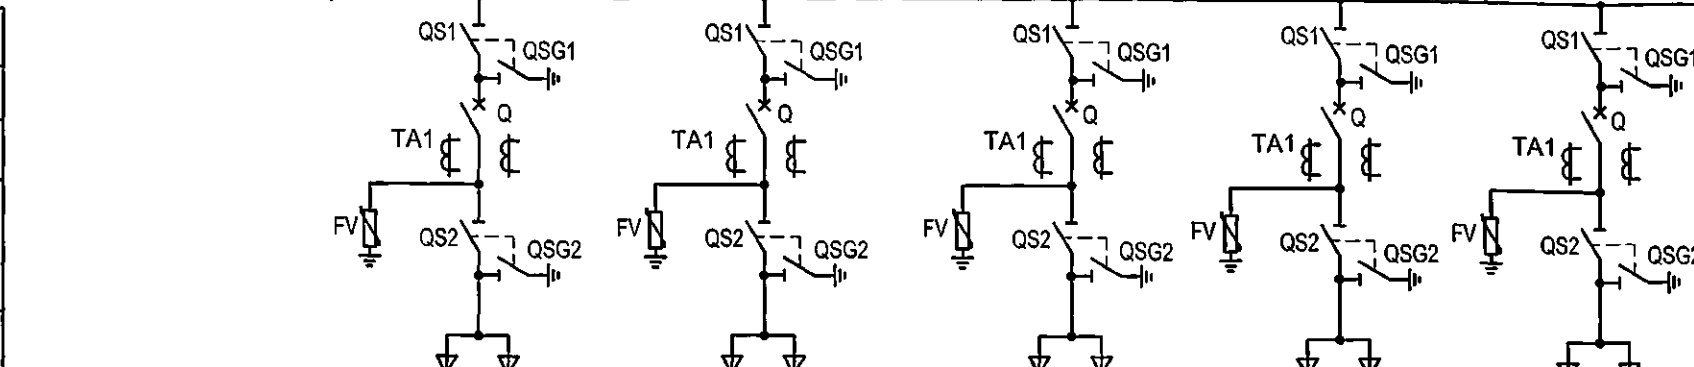 QS1 QS1 QS1 QS1 QS1
QSG1 QSG1 QSG1 QSG1 QSG1
Q Q Q Q Q
TA1 TA1 TA1 TA1 TA1
FV FV FV FV FV
QS2 QS2 QS2 QS2 QS2
QSG2 QSG2 QSG2 QSG2 QSG2